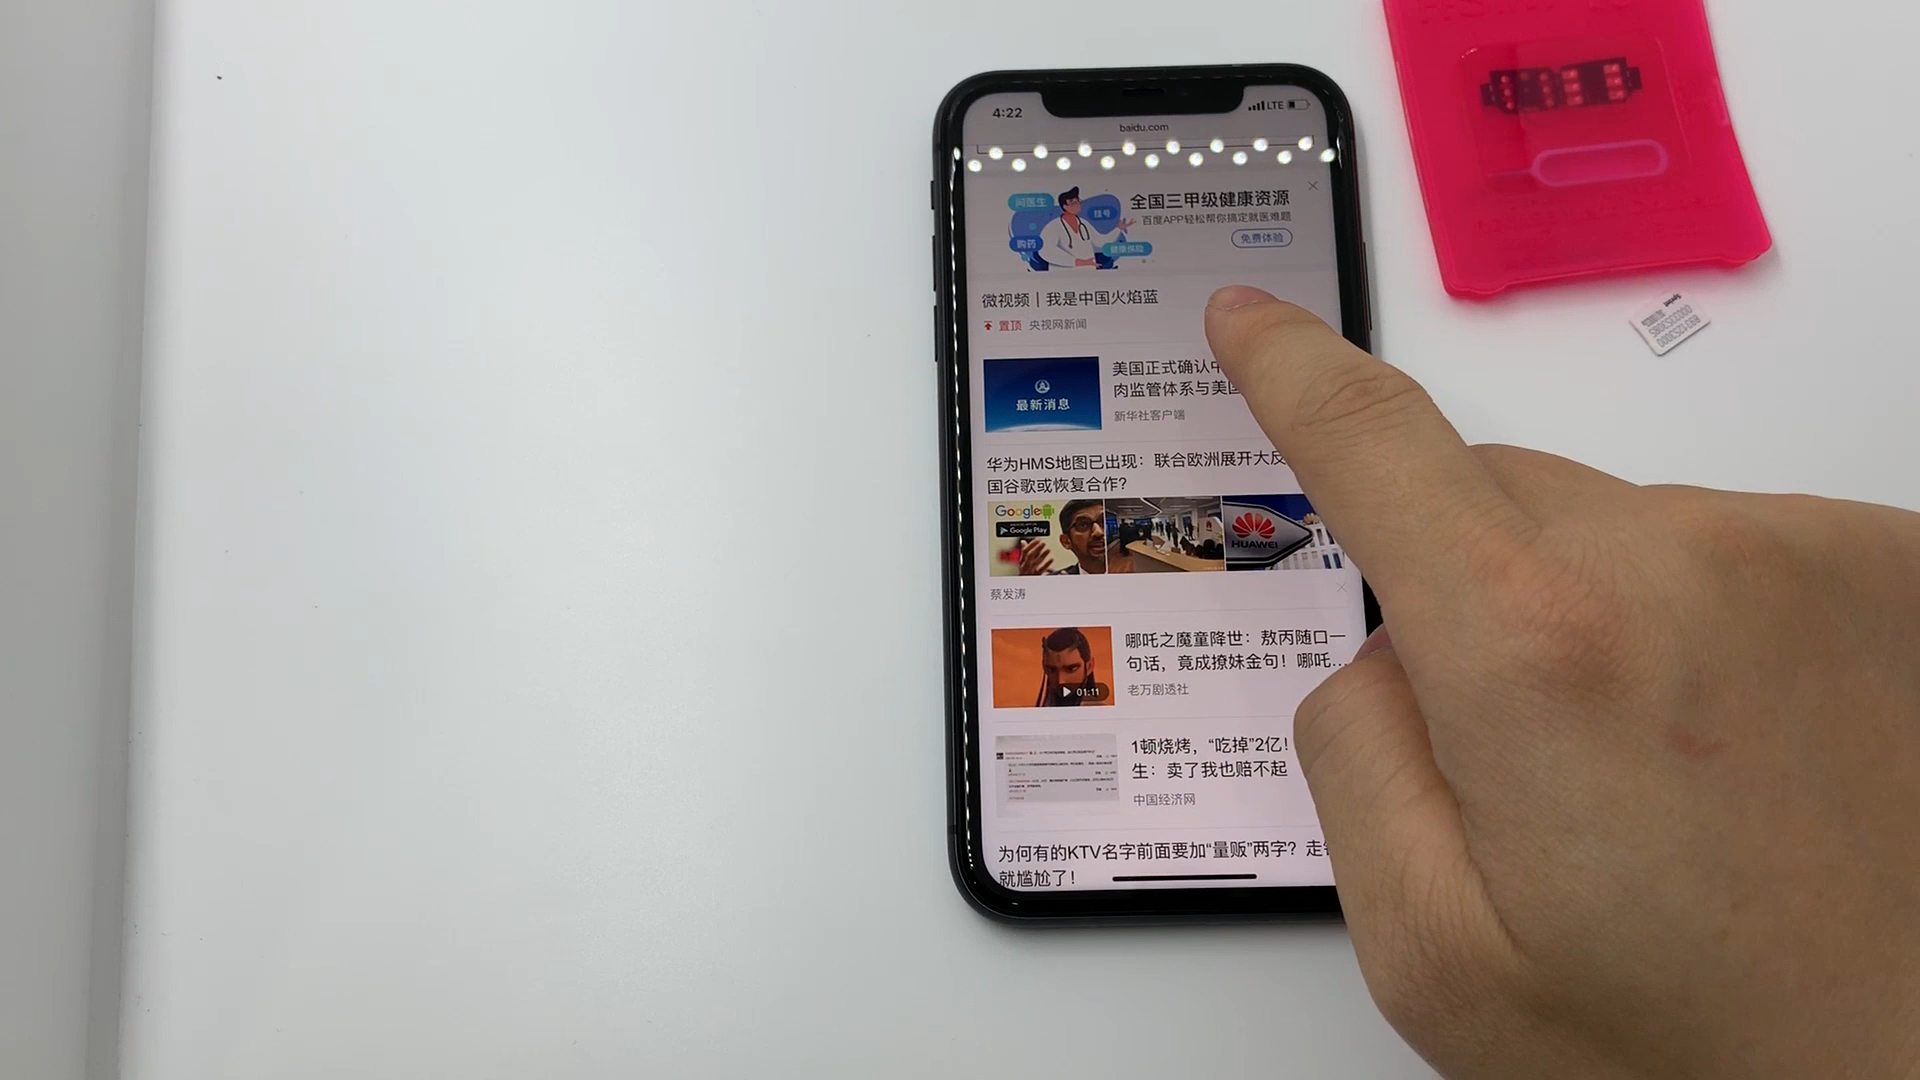 4:22
LTE
baidu.com
问医生
挂号
购药
健康保险
全国三甲级健康资源
百度APP轻松帮你搞定就医难题
免费体验
微视频｜我是中国火焰蓝
置顶 央视网新闻
最新消息
美国正式确认中
肉监管体系与美国
新华社客户端
华为HMS地图已出现：联合欧洲展开大反
国谷歌或恢复合作？
Google
Google Play
HUAWEI
蔡发涛
哪吒之魔童降世：敖丙随口一
句话，竟成撩妹金句！哪吒...
01:11
老万剧透社
1顿烧烤，“吃掉”2亿！
生：卖了我也赔不起
中国经济网
为何有的KTV名字前面要加“量贩”两字？走
就尴尬了！
Sprint